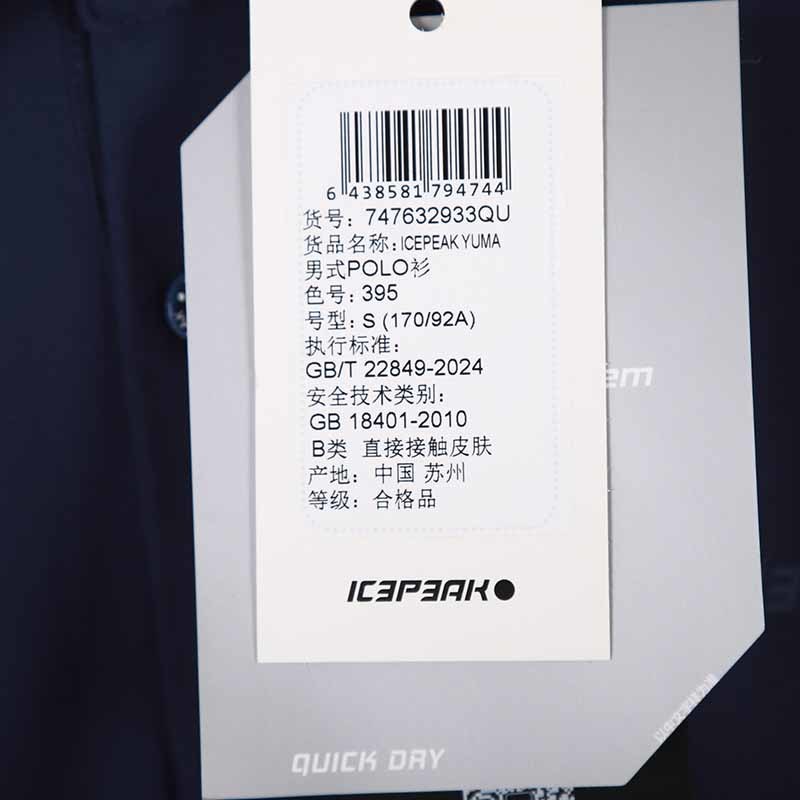 6 438581 794744
货号: 747632933QU
货品名称: ICEPEAK YUMA
男式POLO衫
色号: 395
号型: S (170/92A)
执行标准:
GB/T 22849-2024
安全技术类别:
GB 18401-2010
B类 直接接触皮肤
产地: 中国 苏州
等级: 合格品
ICEPEAK
em
QUICK DRY